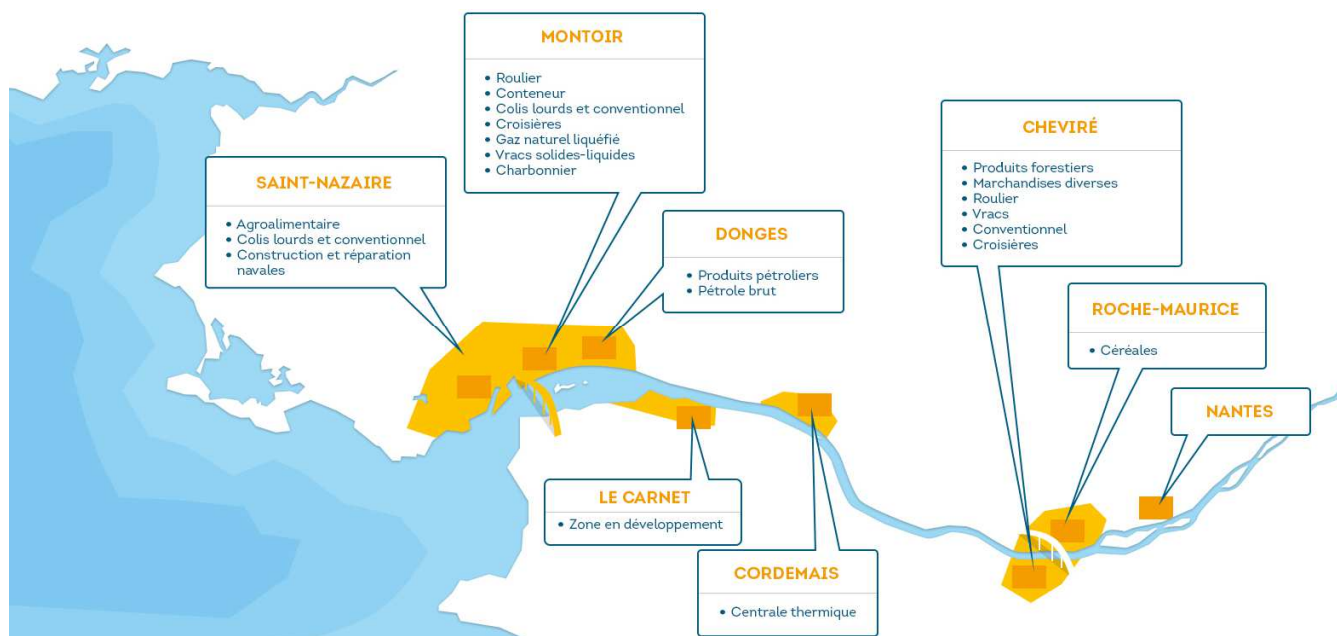 MONTOIR
• Roulier
• Conteneur
• Colis lourds et conventionnel
• Croisières
• Gaz naturel liquéfié
• Vracs solides-liquides
• Charbonnier
SAINT-NAZAIRE
• Agroalimentaire
• Colis lourds et conventionnel
• Construction et réparation
navales
DONGES
• Produits pétroliers
• Pétrole brut
CHEVIRÉ
• Produits forestiers
• Marchandises diverses
• Roulier
• Vracs
• Conventionnel
• Croisières
ROCHE-MAURICE
• Céréales
NANTES
LE CARNET
• Zone en développement
CORDEMAIS
• Centrale thermique